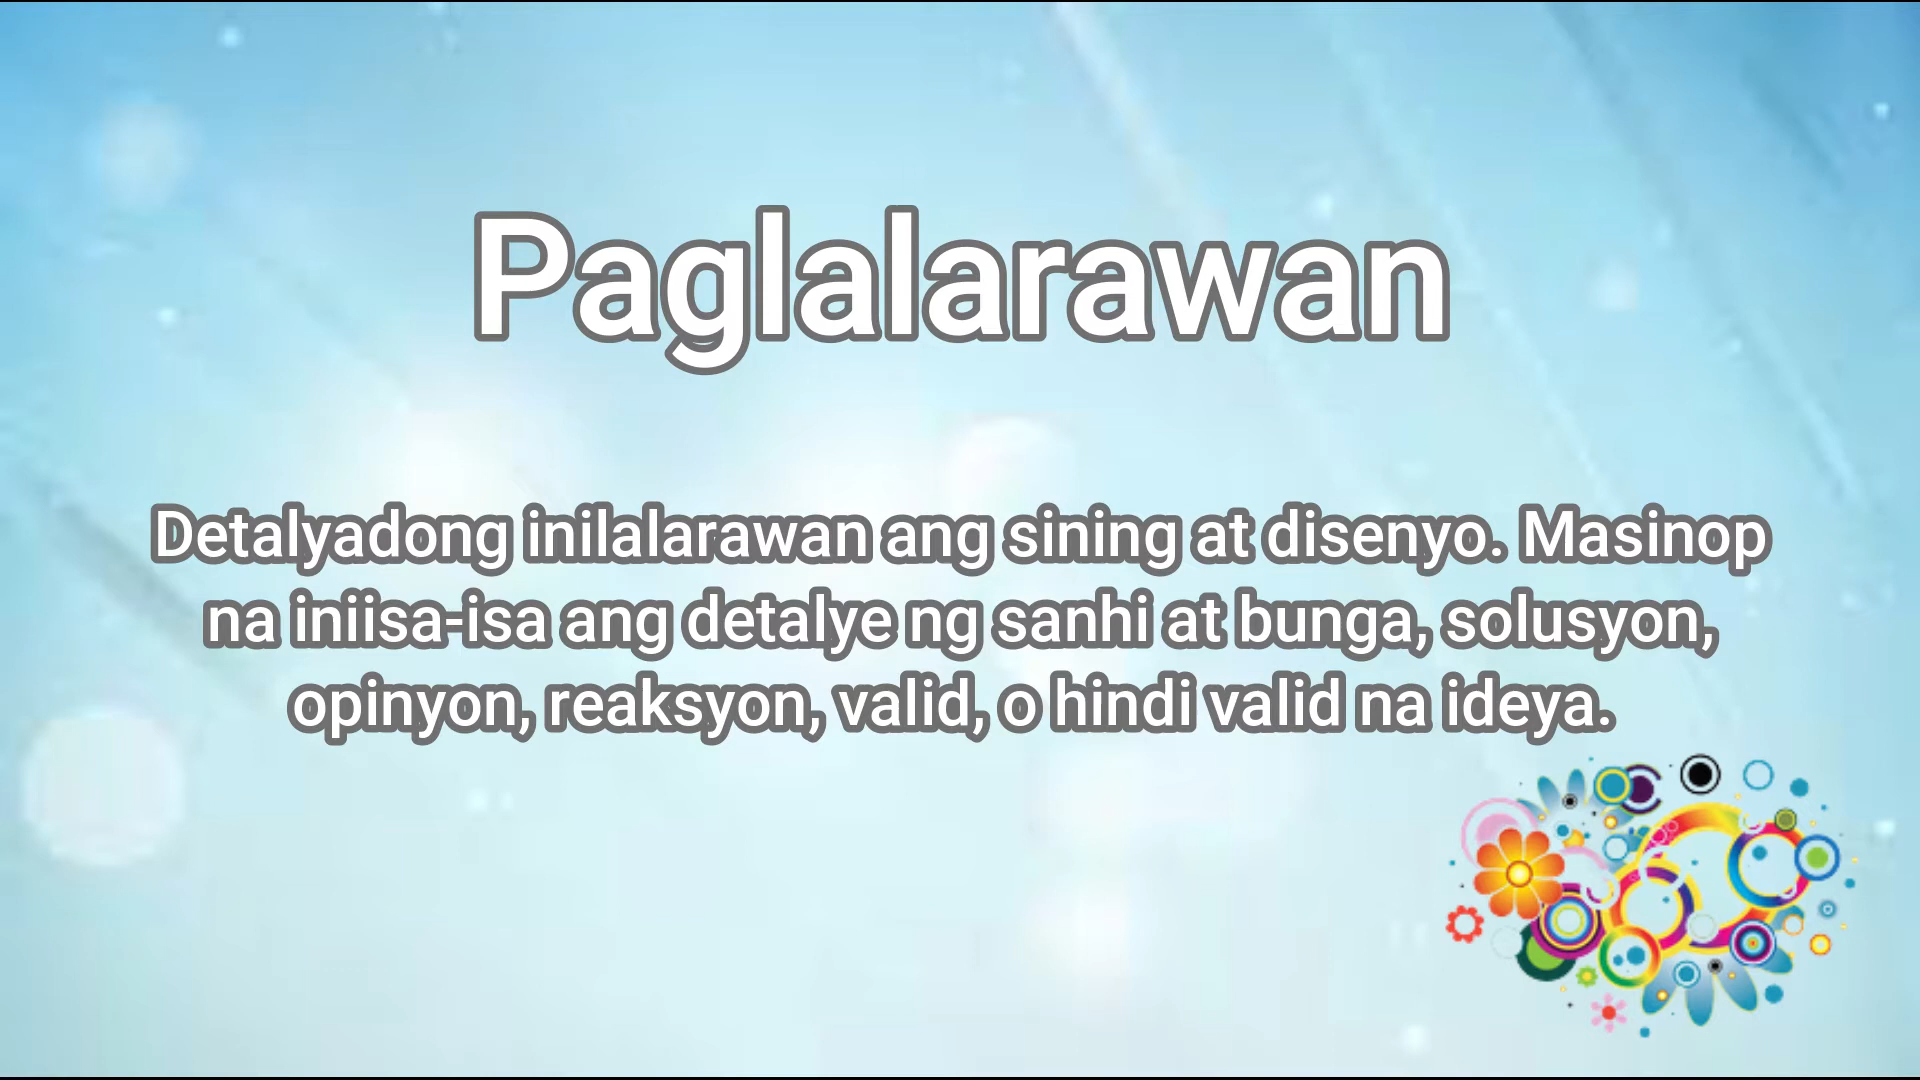 Paglalarawan
Detalyadong inilalarawan ang sining at disenyo. Masinop
na iniisa-isa ang detalye ng sanhi at bunga, solusyon,
opinyon, reaksyon, valid, o hindi valid na ideya.